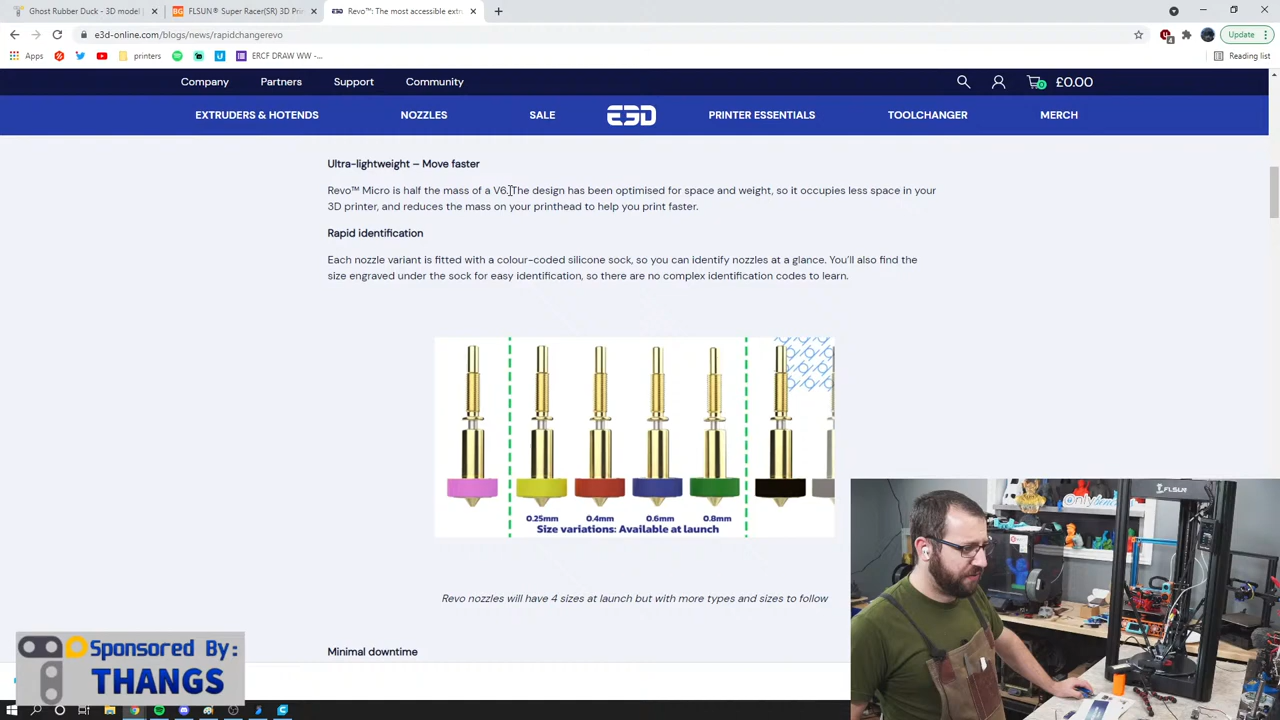 Ghost Rubber Duck - 3D model
FLSUN® Super Racer(SR) 3D Prin
Revo™: The most accessible extr
e3d-online.com/blogs/news/rapidchangerevo
Update
Apps
printers
ERCF DRAW WW -...
Reading list
Company
Partners
Support
Community
£0.00
EXTRUDERS & HOTENDS
NOZZLES
SALE
E3D
PRINTER ESSENTIALS
TOOLCHANGER
MERCH
Ultra-lightweight – Move faster
Revo™ Micro is half the mass of a V6. The design has been optimised for space and weight, so it occupies less space in your
3D printer, and reduces the mass on your printhead to help you print faster.
Rapid identification
Each nozzle variant is fitted with a colour-coded silicone sock, so you can identify nozzles at a glance. You'll also find the
size engraved under the sock for easy identification, so there are no complex identification codes to learn.
0.25mm 0.4mm 0.6mm 0.8mm
Size variations: Available at launch
Revo nozzles will have 4 sizes at launch but with more types and sizes to follow
Minimal downtime
Sponsored By:
THANGS
FLSUN